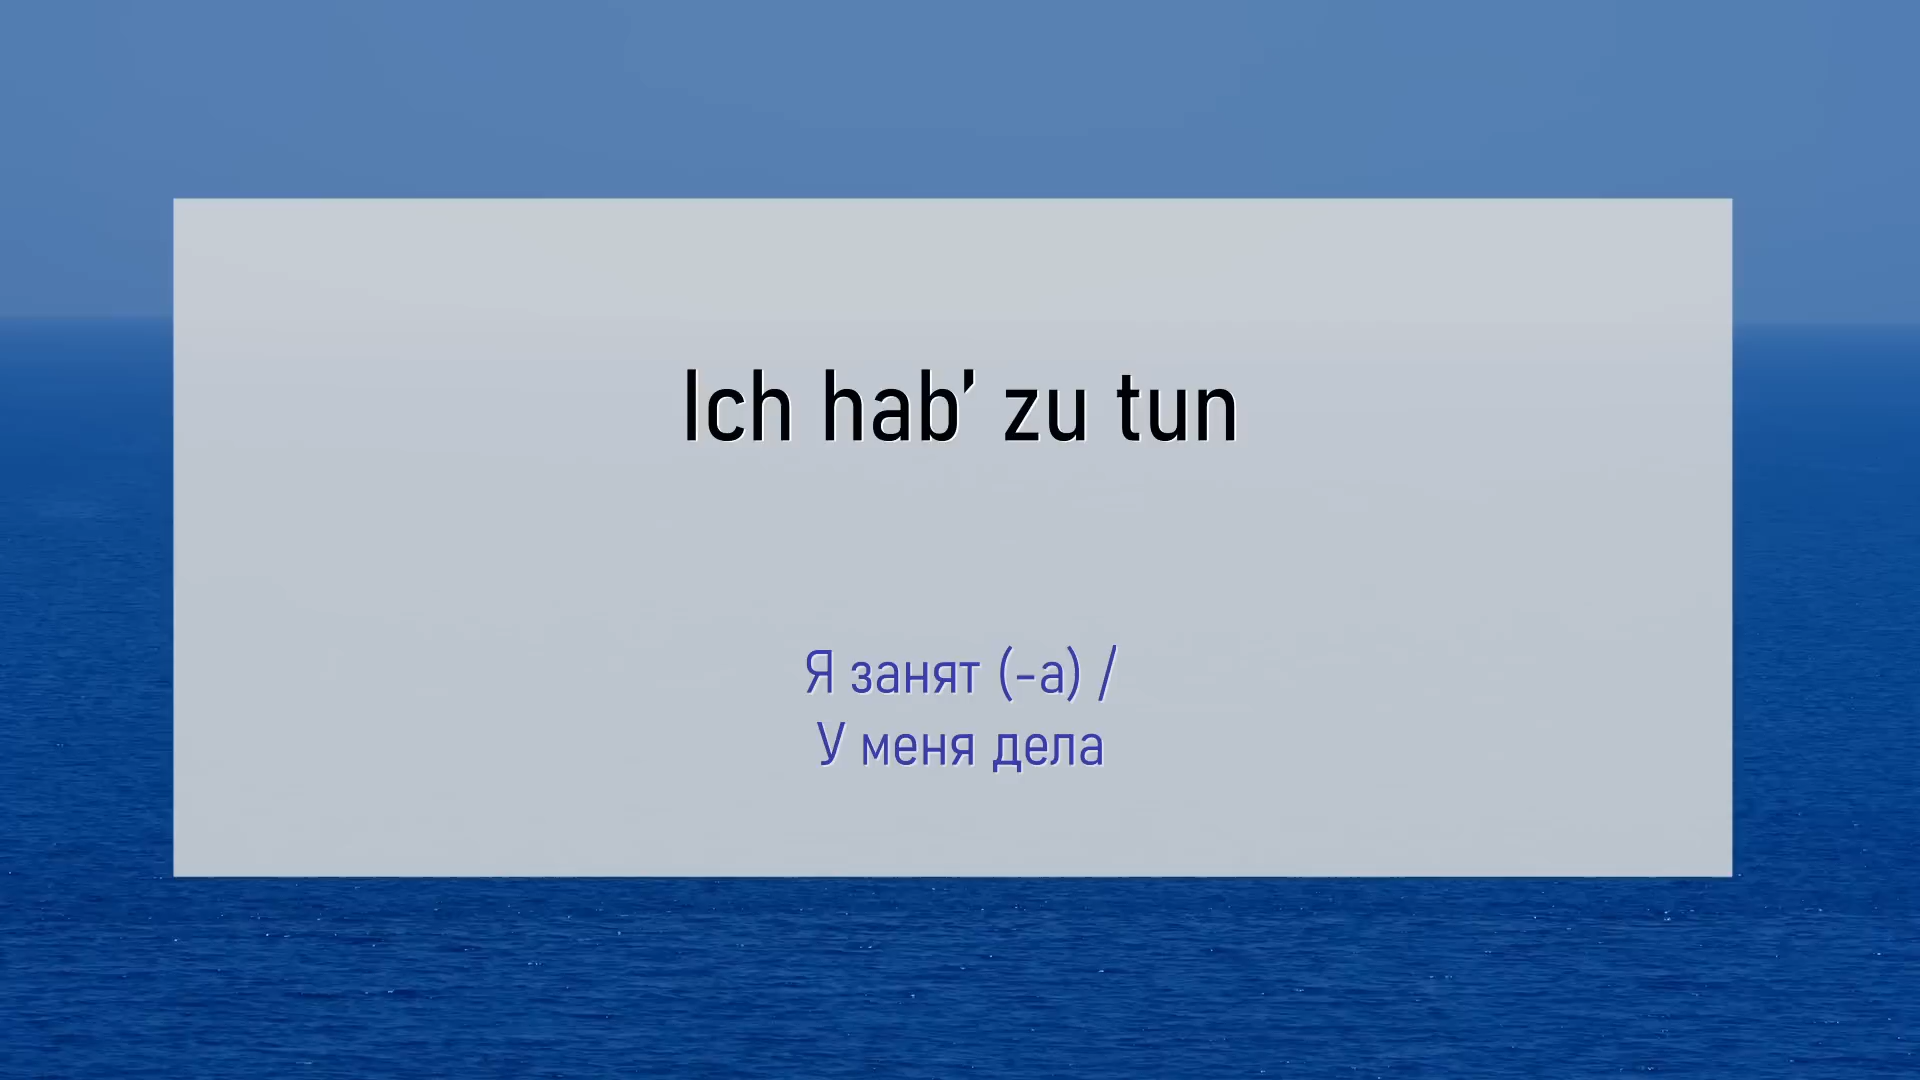 Ich hab’ zu tun
Я занят (-а) /
У меня дела